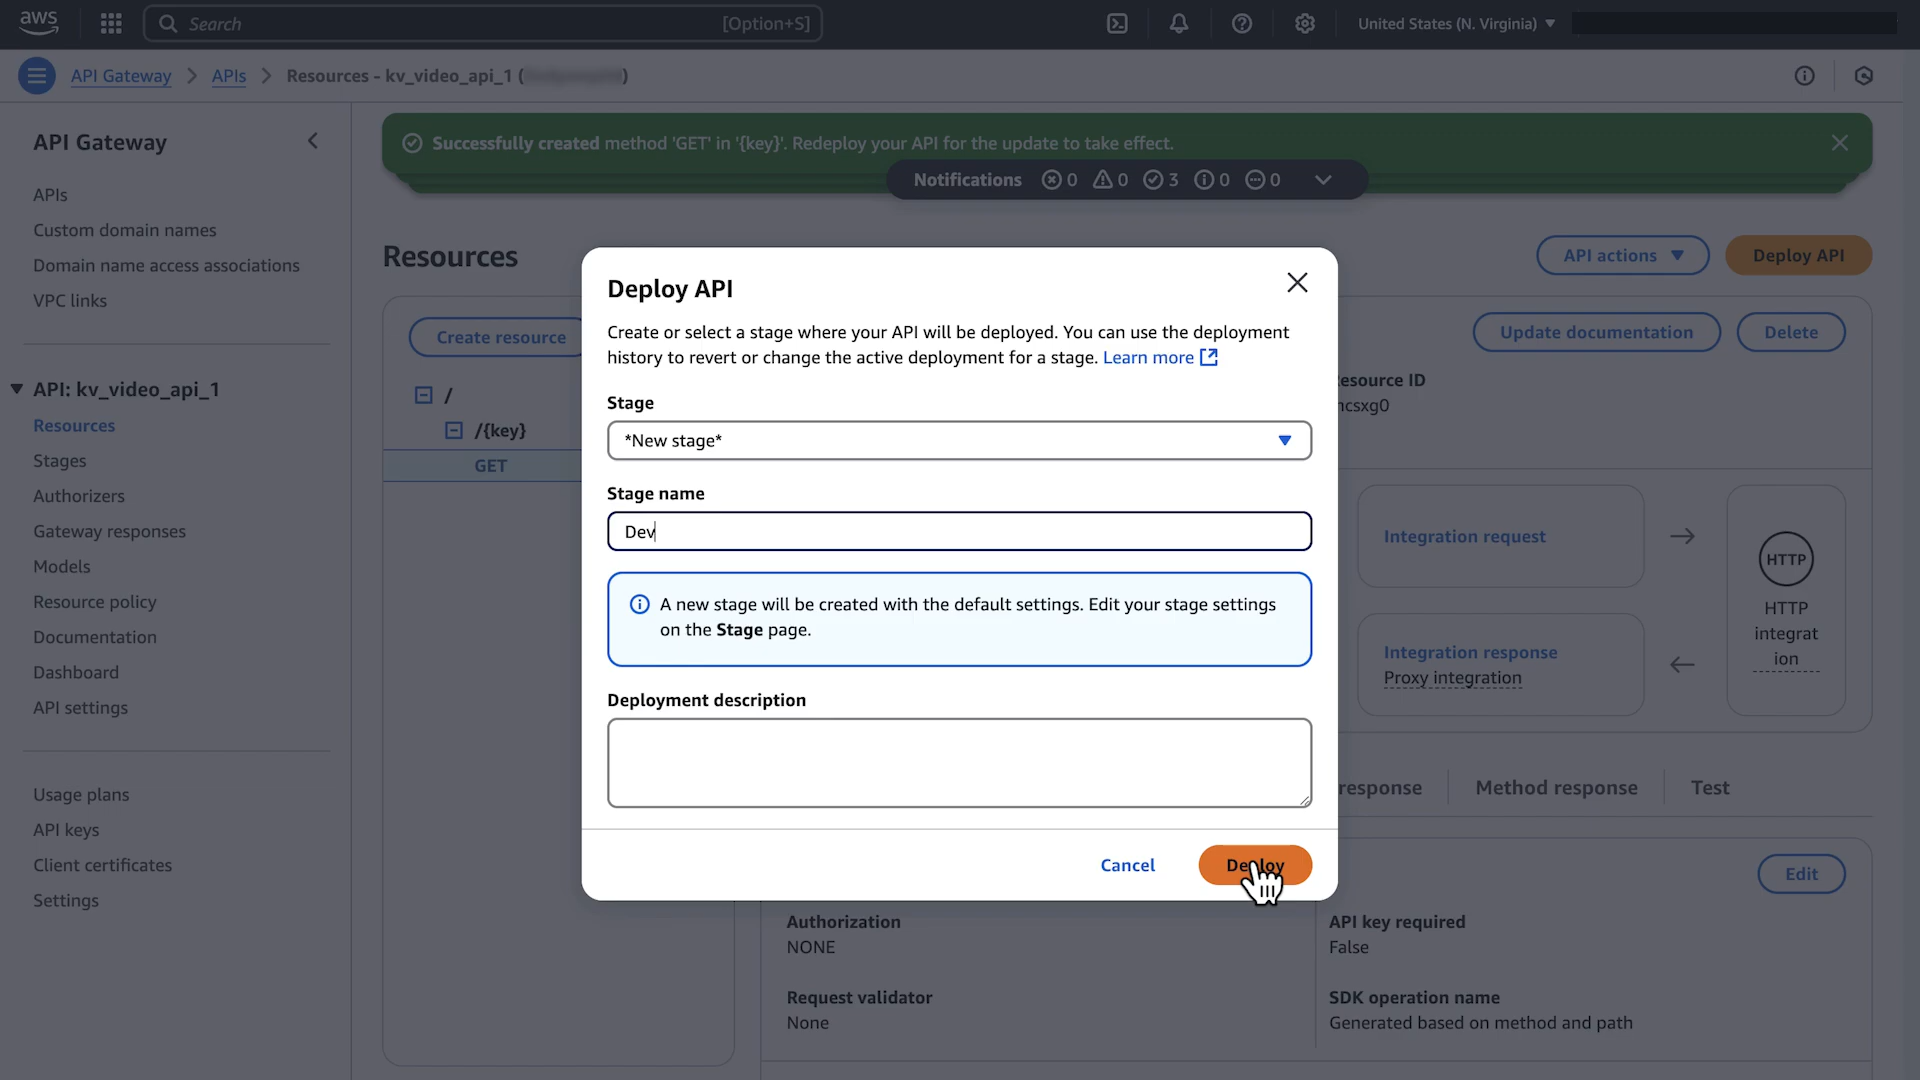 aws
Search
[Option+S]
United States (N. Virginia)
API Gateway
APIs
Resources - kv_video_api_1 (
)
API Gateway
APIs
Custom domain names
Domain name access associations
VPC links
API: kv_video_api_1
Resources
Stages
Authorizers
Gateway responses
Models
Resource policy
Documentation
Dashboard
API settings
Usage plans
API keys
Client certificates
Settings
Successfully created method 'GET' in '{key}'. Redeploy your API for the update to take effect.
Notifications 0 0 3 0 0
Resources
API actions
Deploy API
Create resource
/
/{key}
GET
Update documentation
Delete
Resource ID
Deploy API
Create or select a stage where your API will be deployed. You can use the deployment
history to revert or change the active deployment for a stage. Learn more
Stage
*New stage*
Stage name
Dev
A new stage will be created with the default settings. Edit your stage settings
on the Stage page.
Deployment description
Cancel
Deploy
Integration request
Integration response
Proxy integration
HTTP
HTTP
integrat
ion
response
Method response
Test
Edit
Authorization
NONE
API key required
False
Request validator
None
SDK operation name
Generated based on method and path